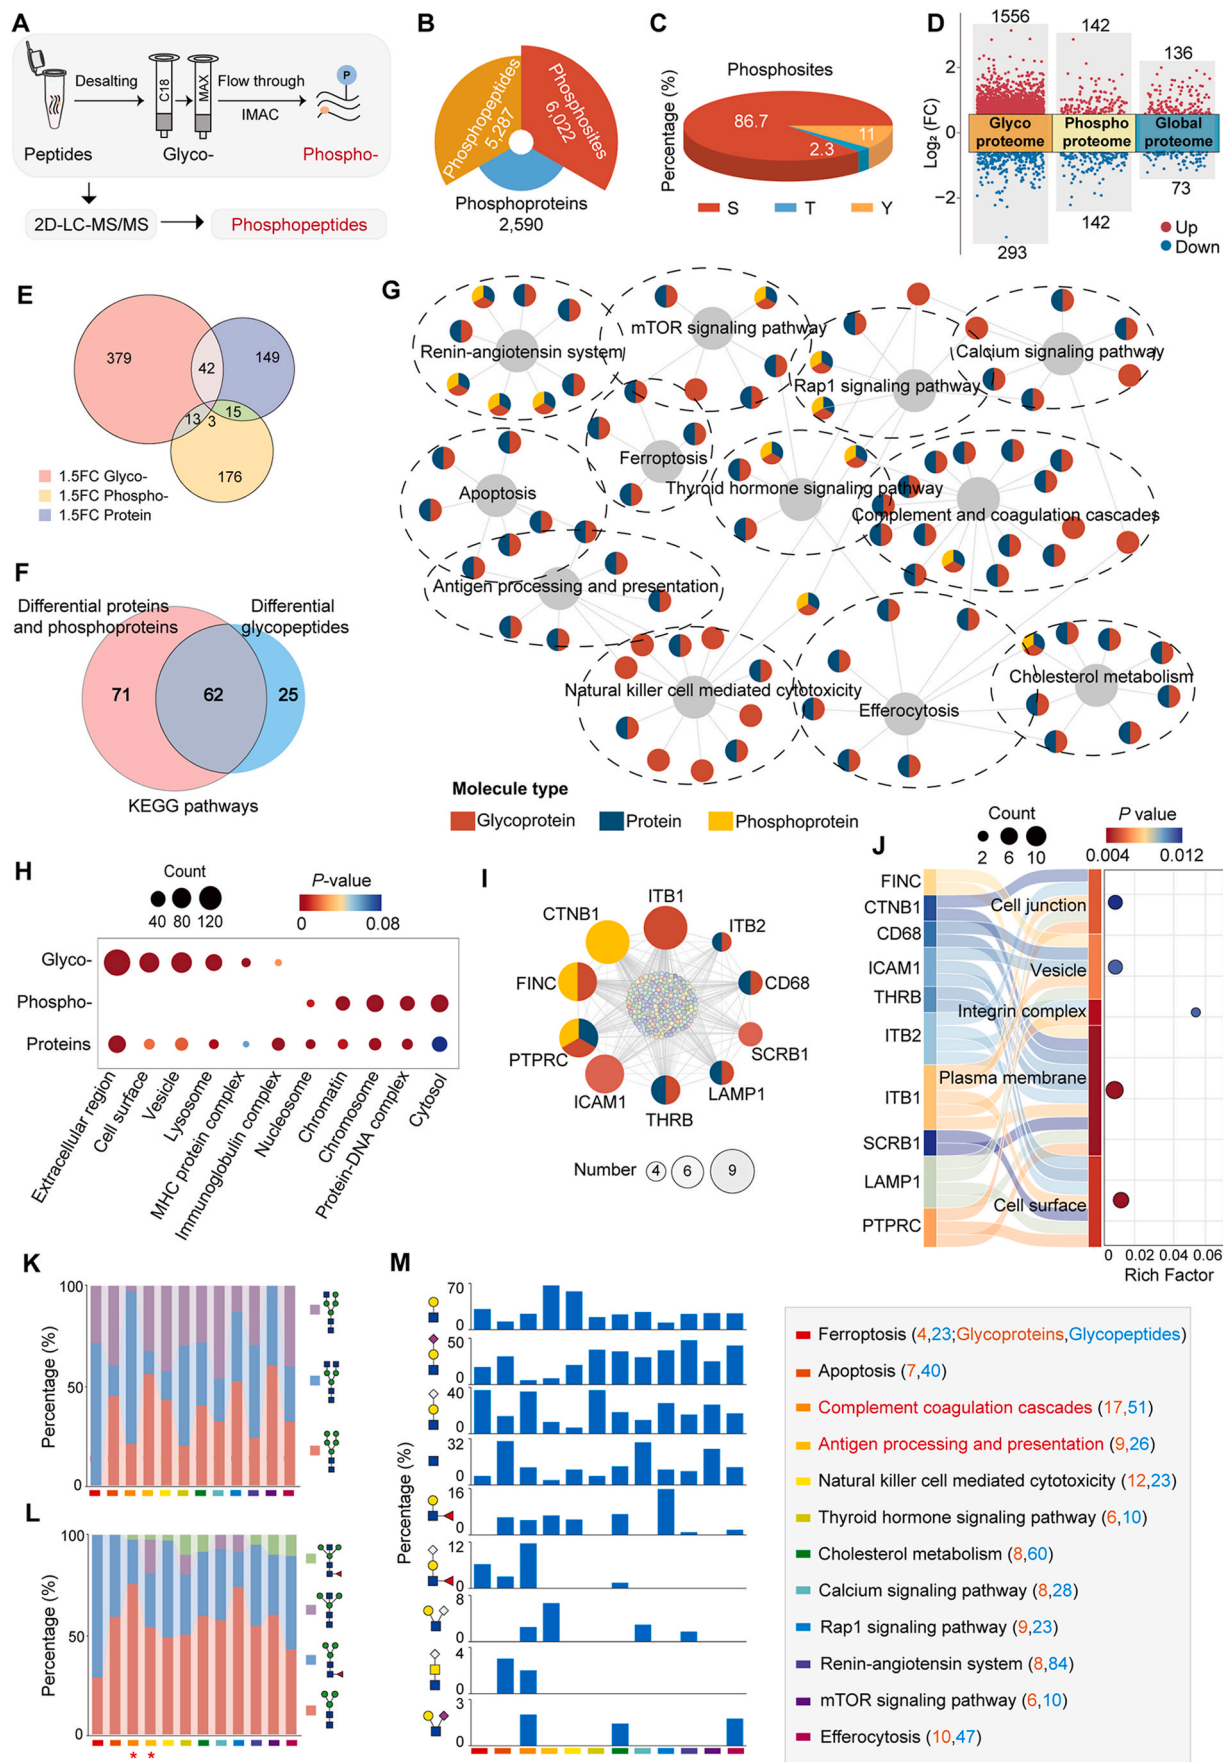 A
Desalting
C18
MAX
Flow through
IMAC
P
Peptides
Glyco-
Phospho-
2D-LC-MS/MS
Phosphopeptides
B
Phosphopeptides
5,287
Phosphosites
6,022
Phosphoproteins
2,590
C
Phosphosites
Percentage (%)
86.7
11
2.3
S
T
Y
D
1556
142
136
Log₂ (FC)
2
0
−2
Glyco
proteome
Phospho
proteome
Global
proteome
293
142
73
Up
Down
E
379
42
149
13
3
15
176
1.5FC Glyco-
1.5FC Phospho-
1.5FC Protein
F
Differential proteins
and phosphoproteins
Differential
glycopeptides
71
62
25
KEGG pathways
G
Renin-angiotensin system
mTOR signaling pathway
Rap1 signaling pathway
Calcium signaling pathway
Ferroptosis
Apoptosis
Thyroid hormone signaling pathway
Complement and coagulation cascades
Antigen processing and presentation
Natural killer cell mediated cytotoxicity
Efferocytosis
Cholesterol metabolism
Molecule type
Glycoprotein
Protein
Phosphoprotein
H
Count
40 80 120
P-value
0
0.08
Glyco-
Phospho-
Proteins
Extracellular region
Cell surface
Vesicle
Lysosome
MHC protein complex
Immunoglobulin complex
Nucleosome
Chromatin
Chromosome
Protein-DNA complex
Cytosol
I
ITB1
CTNB1
ITB2
FINC
CD68
PTPRC
SCRB1
ICAM1
LAMP1
THRB
Number
4
6
9
J
Count
2 6 10
P value
0.004
0.012
FINC
CTNB1
CD68
ICAM1
THRB
ITB2
ITB1
SCRB1
LAMP1
PTPRC
Cell junction
Vesicle
Integrin complex
Plasma membrane
Cell surface
0 0.02 0.04 0.06
Rich Factor
K
Percentage (%)
100
50
0
L
Percentage (%)
100
50
0
* *
M
Percentage (%)
70
0
50
0
40
0
32
0
16
0
12
0
8
0
4
0
3
0
Ferroptosis (4,23;Glycoproteins,Glycopeptides)
Apoptosis (7,40)
Complement coagulation cascades (17,51)
Antigen processing and presentation (9,26)
Natural killer cell mediated cytotoxicity (12,23)
Thyroid hormone signaling pathway (6,10)
Cholesterol metabolism (8,60)
Calcium signaling pathway (8,28)
Rap1 signaling pathway (9,23)
Renin-angiotensin system (8,84)
mTOR signaling pathway (6,10)
Efferocytosis (10,47)